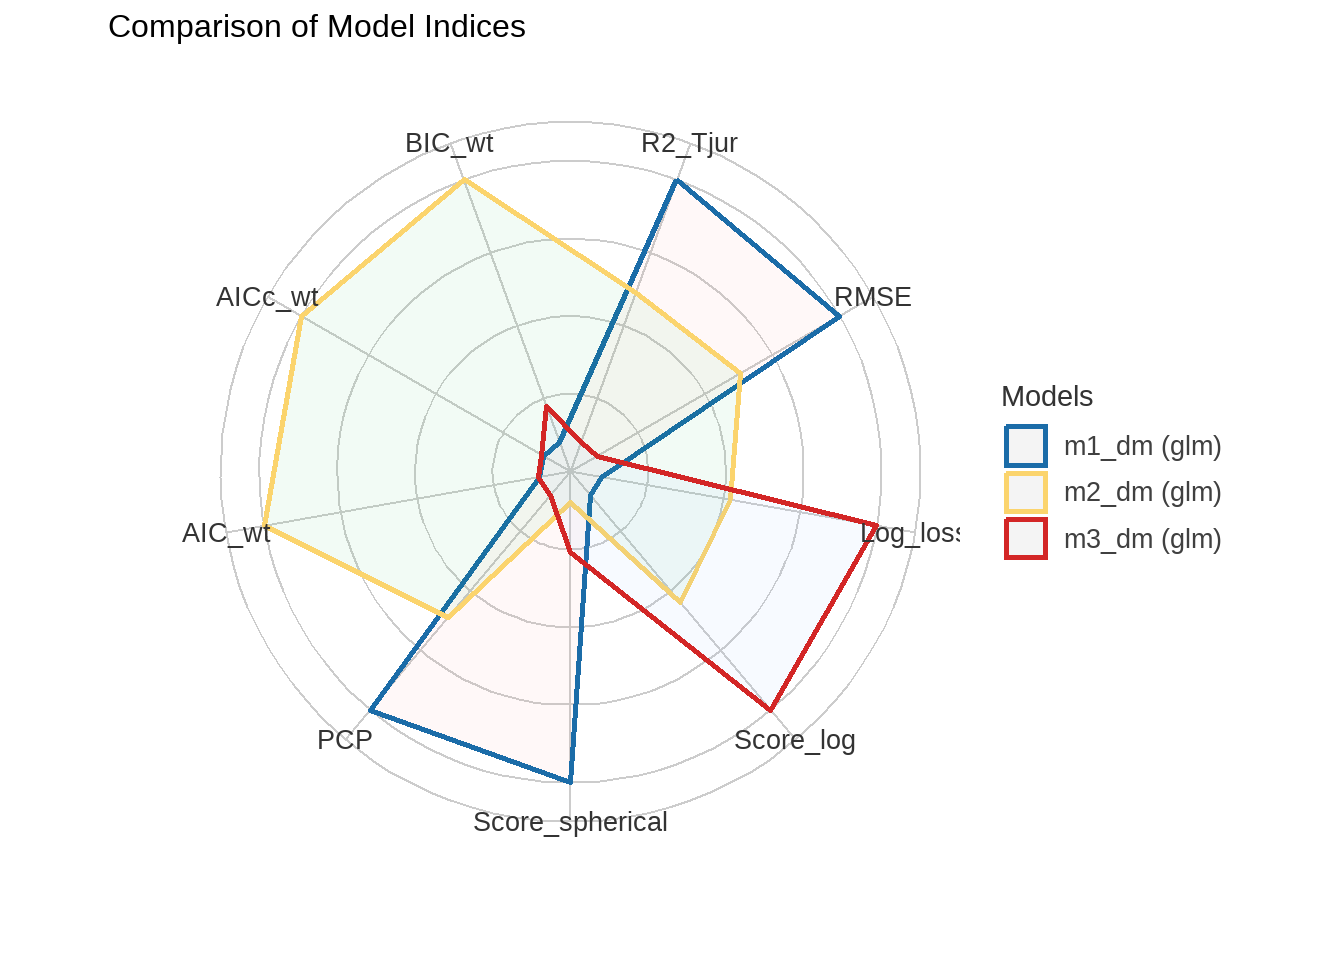 Comparison of Model Indices
BIC_wt
R2_Tjur
AICc_wt
RMSE
AIC_wt
Log_loss
PCP
Score_log
Score_spherical
Models
m1_dm (glm)
m2_dm (glm)
m3_dm (glm)